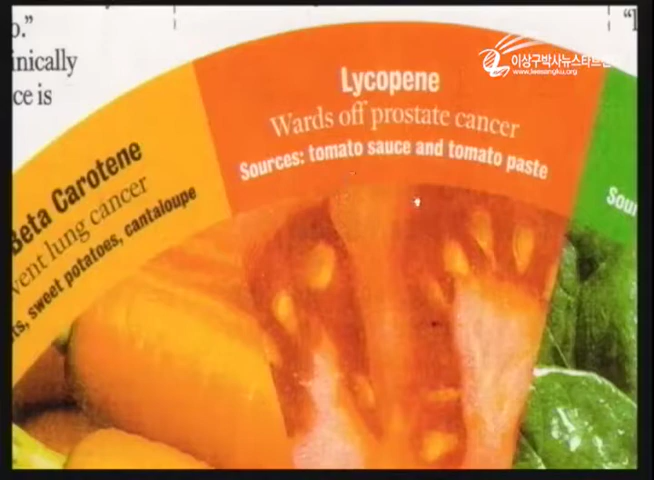 o.”
inically
ce is
Beta Carotene
vent lung cancer
ts, sweet potatoes, cantaloupe
Lycopene
Wards off prostate cancer
Sources: tomato sauce and tomato paste
Sou
이상구박사뉴스타트센
www.leesangku.org